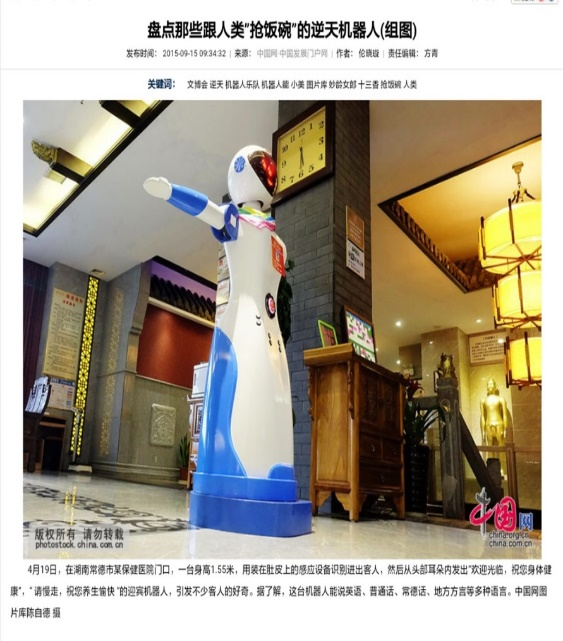 盘点那些跟人类"抢饭碗"的逆天机器人(组图)
发布时间： 2015-09-15 09:34:32 | 来源： 中国网·中国发展门户网 | 作者： 伦晓璇 | 责任编辑： 方青
关键词： 文博会 逆天 机器人乐队 机器人能 小美 图片库 妙龄女郎 十三香 抢饭碗 人类
版权所有 请勿转载
photostock.china.com.cn
中国网
china.org.cn
china.com.cn
4月19日，在湖南常德市某保健医院门口，一台身高1.55米，用装在肚皮上的感应设备识别进出客人，然后从头部耳朵内发出"欢迎光临，祝您身体健
康"，" 请慢走，祝您养生愉快 "的迎宾机器人，引发不少客人的好奇。据了解，这台机器人能说英语、普通话、常德话、地方方言等多种语言。中国网图
片库陈自德 摄